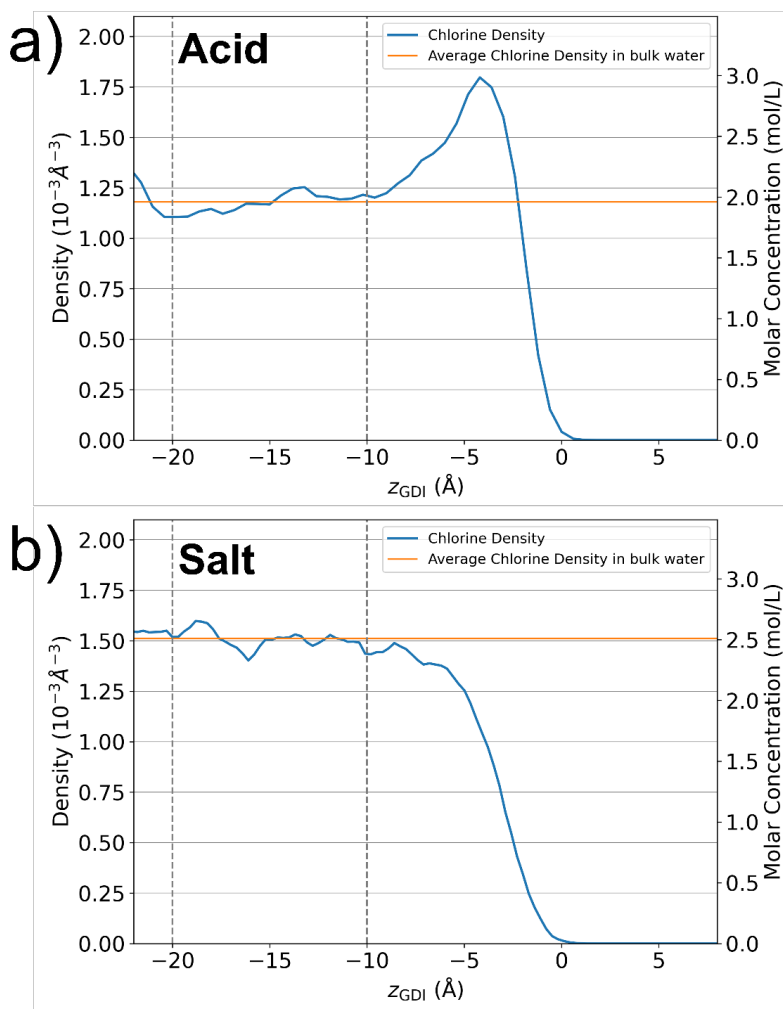 a)
Acid
Chlorine Density
Average Chlorine Density in bulk water
Density (10⁻³Å⁻³)
2.00
1.75
1.50
1.25
1.00
0.75
0.50
0.25
0.00
Molar Concentration (mol/L)
3.0
2.5
2.0
1.5
1.0
0.5
0.0
−20 −15 −10 −5 0 5
z_GDI (Å)
b)
Salt
Chlorine Density
Average Chlorine Density in bulk water
Density (10⁻³Å⁻³)
2.00
1.75
1.50
1.25
1.00
0.75
0.50
0.25
0.00
Molar Concentration (mol/L)
3.0
2.5
2.0
1.5
1.0
0.5
0.0
−20 −15 −10 −5 0 5
z_GDI (Å)